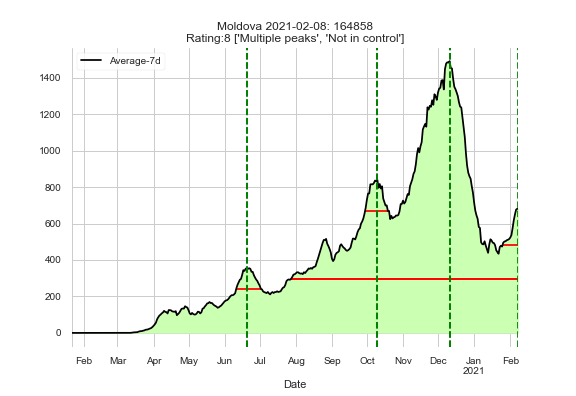 Moldova 2021-02-08: 164858
Rating:8 ['Multiple peaks', 'Not in control']
Average-7d
1400
1200
1000
800
600
400
200
0
Feb Mar Apr May Jun Jul Aug Sep Oct Nov Dec Jan Feb
2021
Date